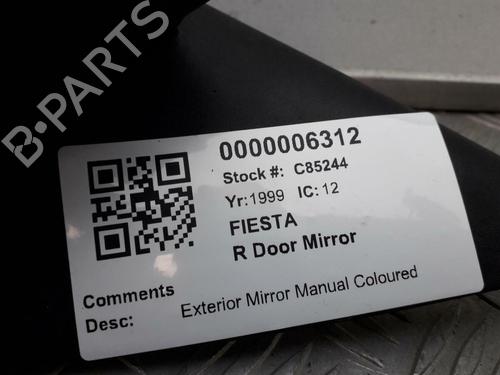 B-PARTS
0000006312
Stock #: C85244
Yr:1999 IC: 12
FIESTA
R Door Mirror
Comments
Desc: Exterior Mirror Manual Coloured